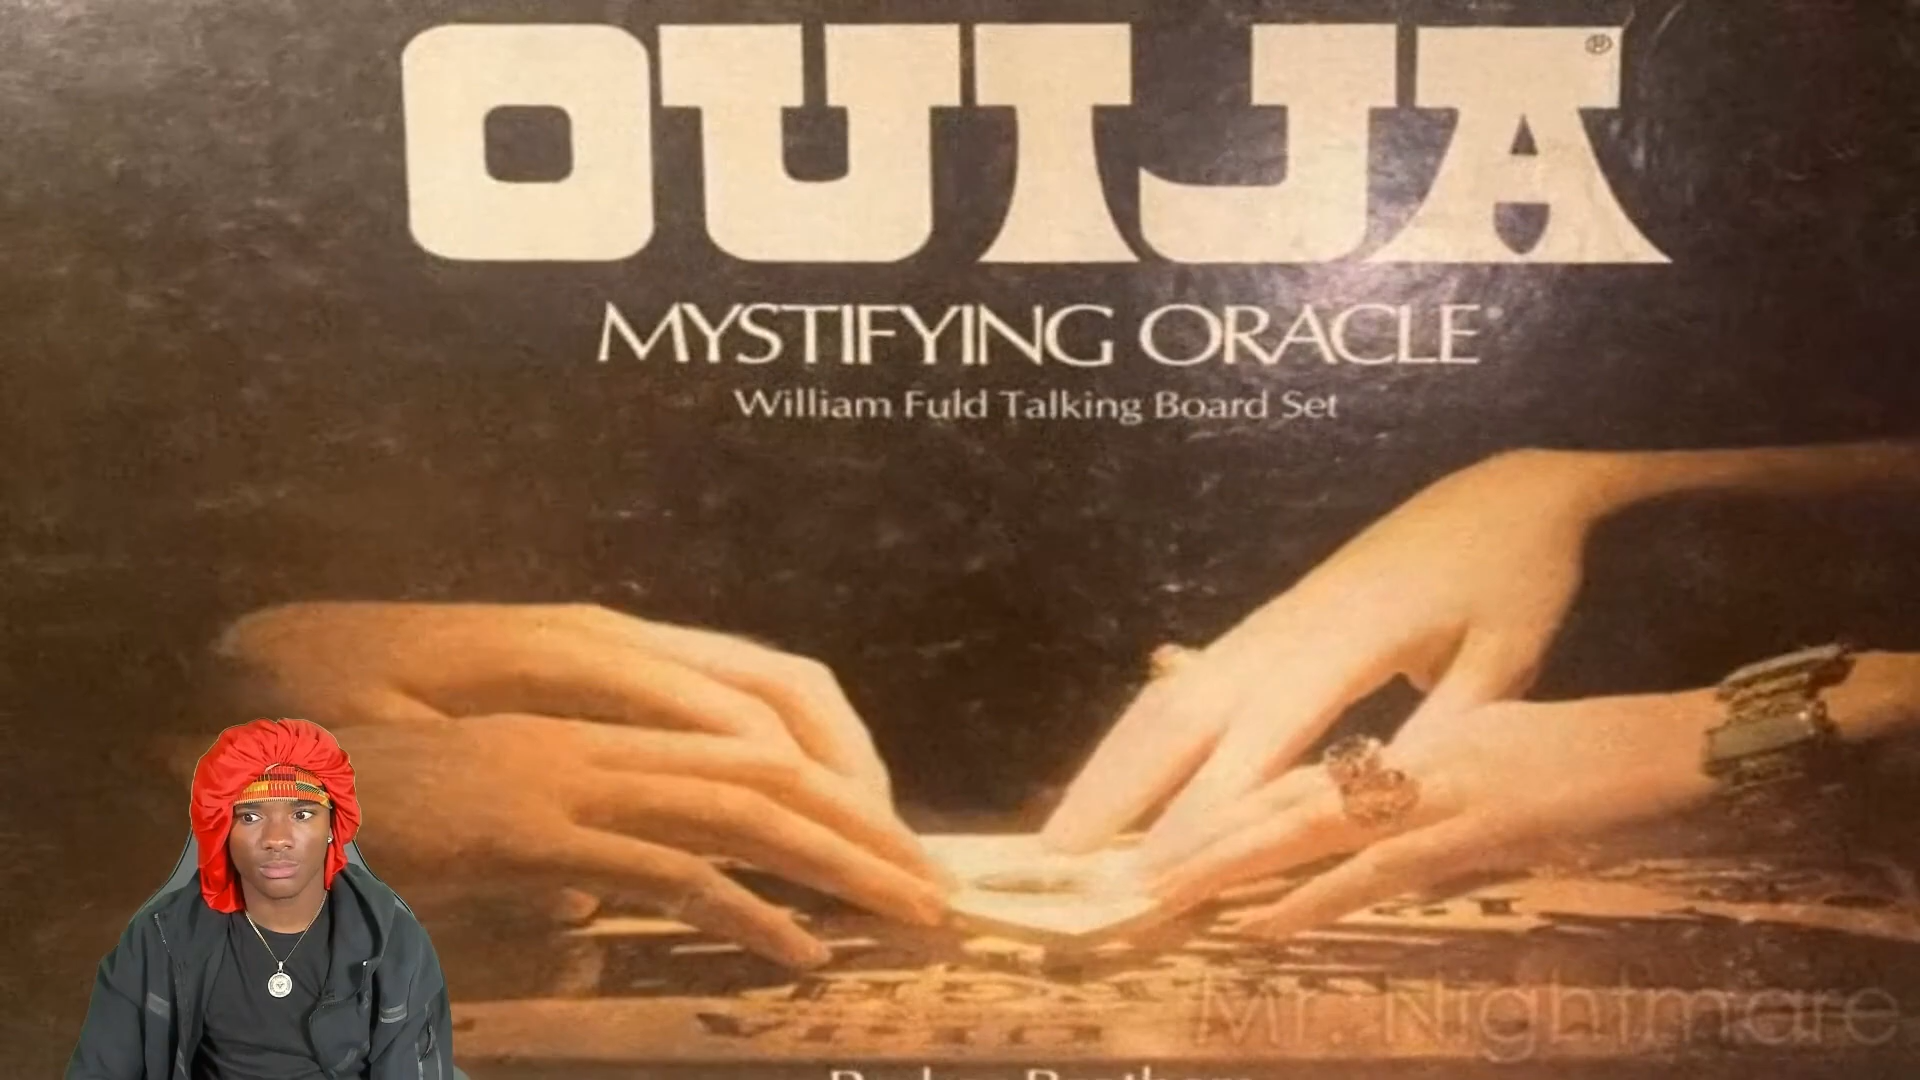 OUIJA®
MYSTIFYING ORACLE
William Fuld Talking Board Set
Mr. Nightmare